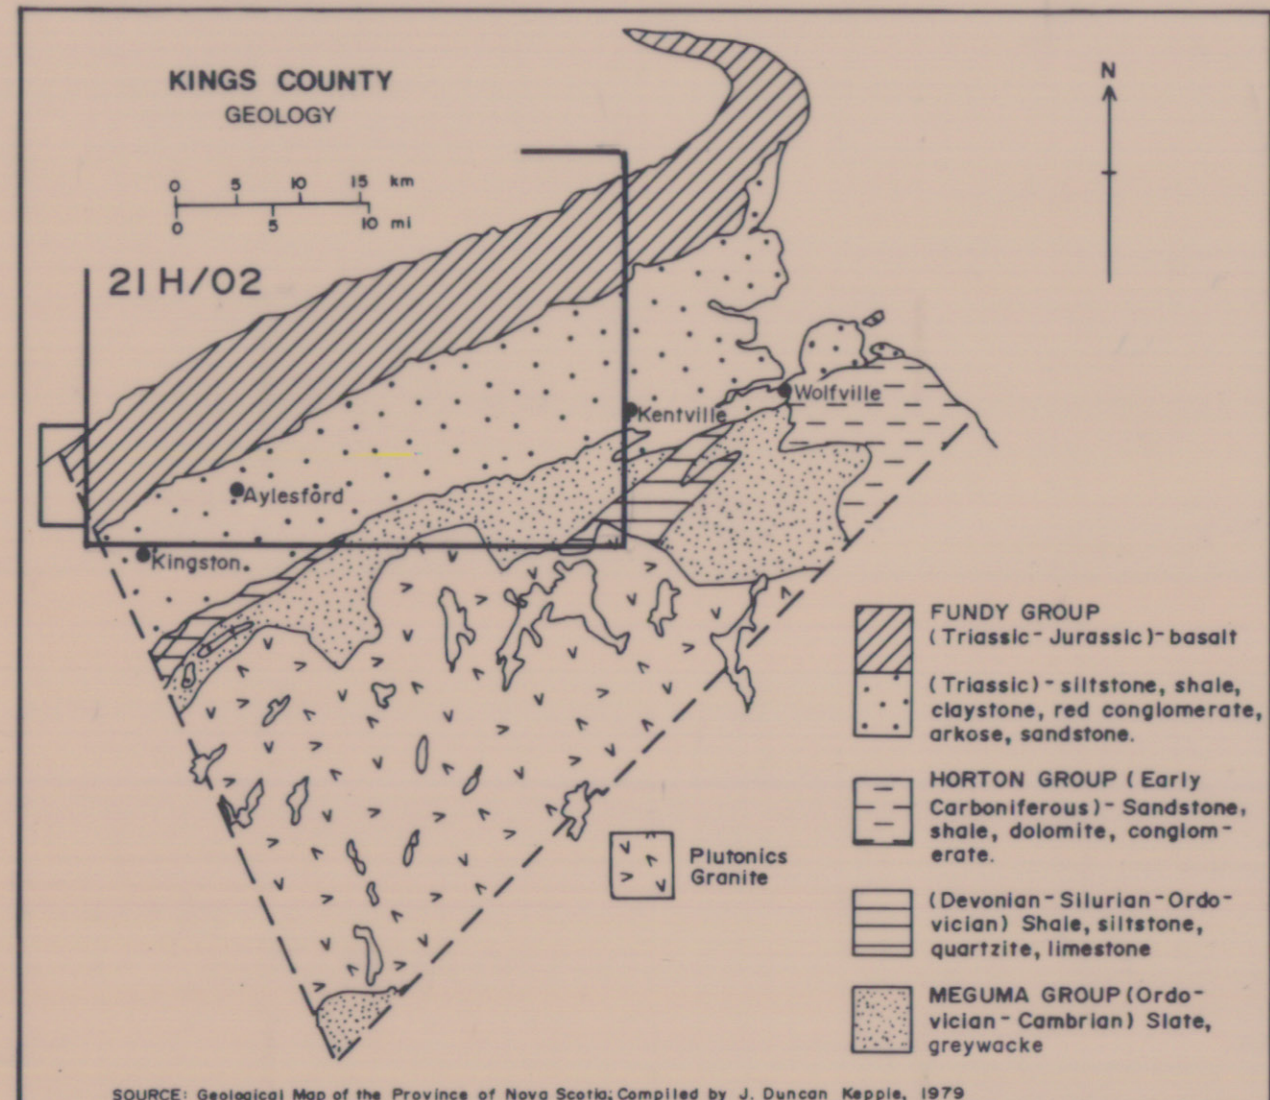 KINGS COUNTY
GEOLOGY
N
0 5 10 15 km
0 5 10 mi
21 H/02
Wolfville
Kentville
Aylesford
Kingston.
FUNDY GROUP
(Triassic-Jurassic)-basalt
(Triassic)-siltstone, shale,
claystone, red conglomerate,
arkose, sandstone.
HORTON GROUP (Early
Carboniferous)-Sandstone,
shale, dolomite, conglom-
erate.
Plutonics
Granite
(Devonian-Silurian-Ordo-
vician) Shale, siltstone,
quartzite, limestone
MEGUMA GROUP (Ordo-
vician-Cambrian) Slate,
greywacke
SOURCE: Geological Map of the Province of Nova Scotia; Compiled by J. Duncan Kepple, 1979